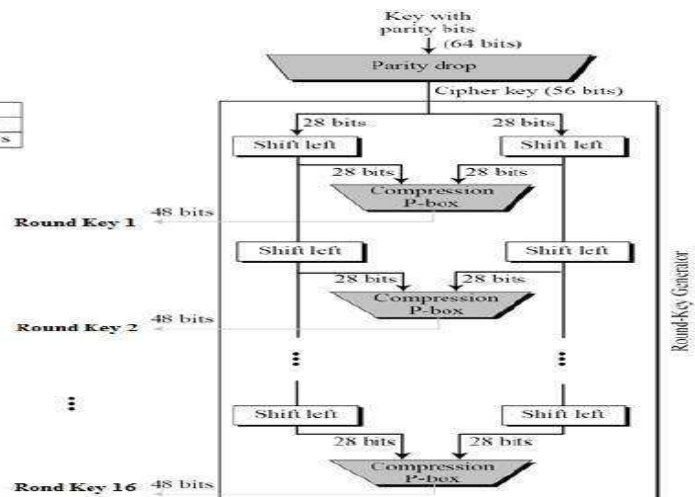 Key with
parity bits
(64 bits)
Parity drop
Cipher key (56 bits)
28 bits
28 bits
Shift left
Shift left
28 bits
28 bits
Compression
P-box
48 bits
Round Key 1
Shift left
Shift left
28 bits
28 bits
Compression
P-box
48 bits
Round Key 2
Shift left
Shift left
28 bits
28 bits
Compression
P-box
48 bits
Rond Key 16
Round-Key Generator